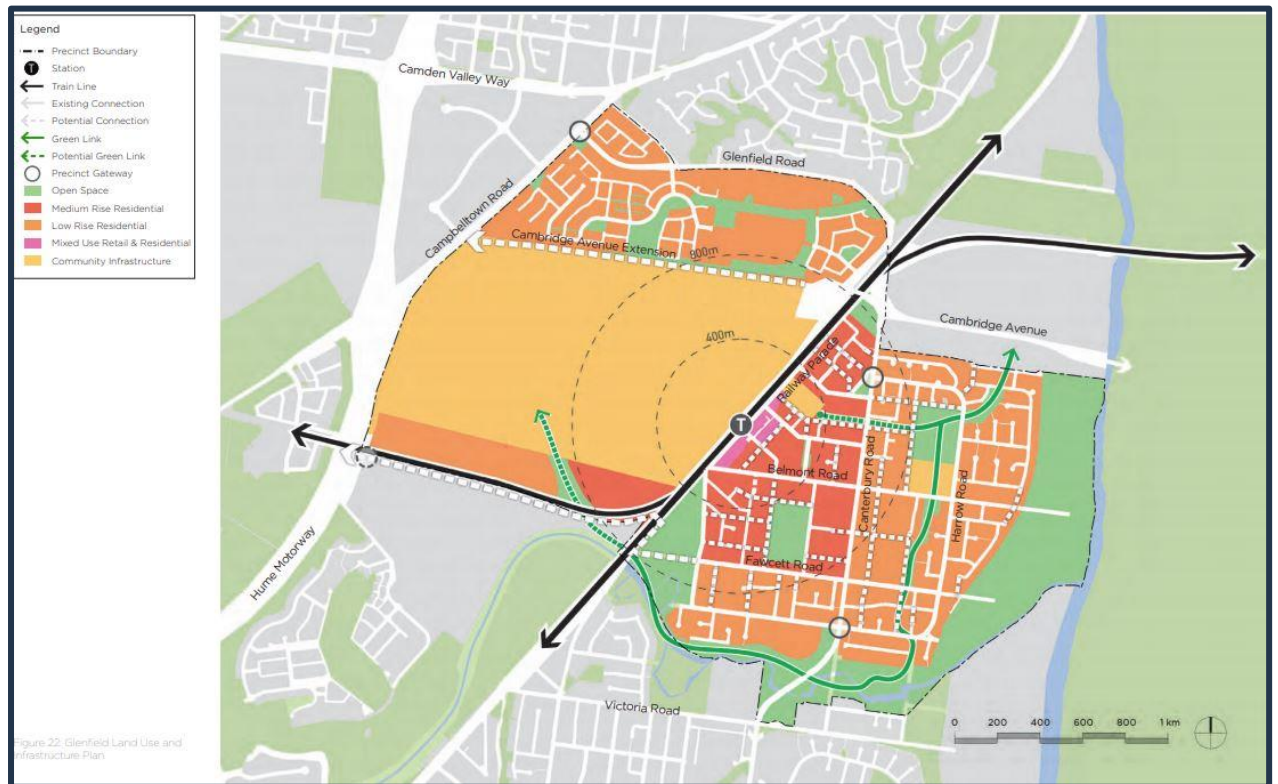 Legend
Precinct Boundary
T
Station
Train Line
Existing Connection
Potential Connection
Green Link
Potential Green Link
Precinct Gateway
Open Space
Medium Rise Residential
Low Rise Residential
Mixed Use Retail & Residential
Community Infrastructure
Camden Valley Way
Glenfield Road
Campbelltown Road
Cambridge Avenue Extension
800m
Cambridge Avenue
400m
Railway Parade
T
Belmont Road
Canterbury Road
Harrow Road
Fawcett Road
Hume Motorway
Victoria Road
0 200 400 600 800 1 km
Figure 22: Glenfield Land Use and
Infrastructure Plan